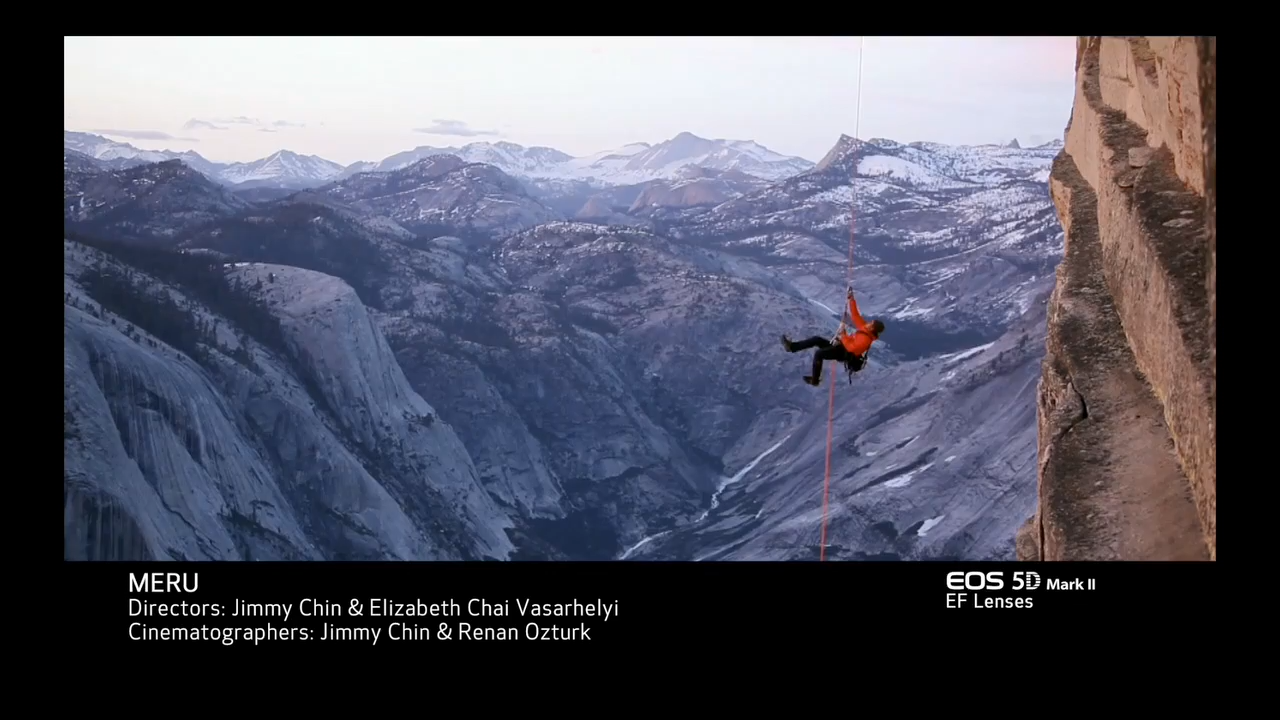 MERU
Directors: Jimmy Chin & Elizabeth Chai Vasarhelyi
Cinematographers: Jimmy Chin & Renan Ozturk
EOS 5D Mark II
EF Lenses